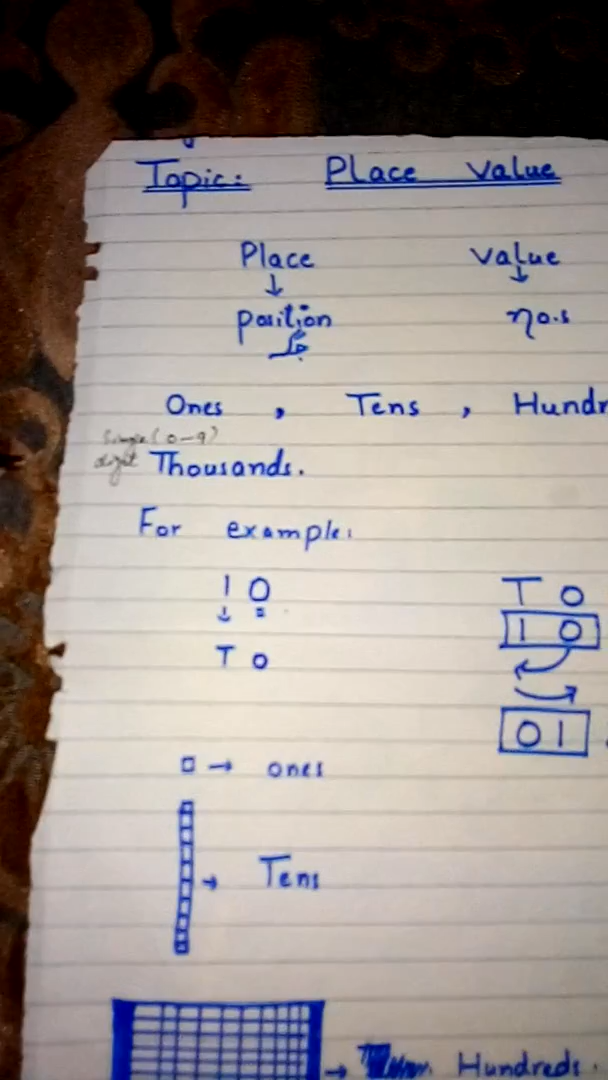 Topic: Place Value
Place Value
↓ ↓
position no.s
جگہ
Ones , Tens , Hundr
Single (0-9)
digit Thousands.
For example:
1 0 T O
↓ = 1 0
T O
0 1
□ → ones
→ Tens
→ Hundreds.